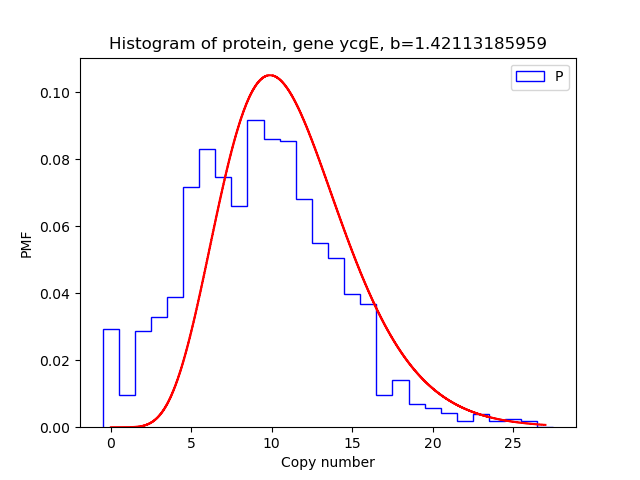 Histogram of protein, gene ycgE, b=1.42113185959
P
PMF
0.10
0.08
0.06
0.04
0.02
0.00
0 5 10 15 20 25
Copy number